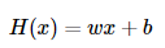 H(x) = wx + b